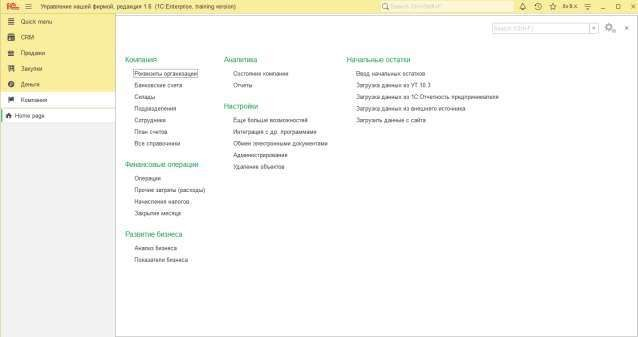 1С Управление нашей фирмой, редакция 1.6 (1C:Enterprise, training version)
Search Ctrl+Shift+F
Search (Ctrl+F)
Quick menu
CRM
Продажи
Закупки
Деньги
Компания
Home page
Компания
Реквизиты организации
Банковские счета
Склады
Подразделения
Сотрудники
План счетов
Все справочники
Финансовые операции
Операции
Прочие затраты (расходы)
Начисления налогов
Закрытие месяца
Развитие бизнеса
Анализ бизнеса
Показатели бизнеса
Аналитика
Состояние компании
Отчеты
Настройки
Еще больше возможностей
Интеграция с др. программами
Обмен электронными документами
Администрирование
Удаление объектов
Начальные остатки
Ввод начальных остатков
Загрузка данных из УТ 10.3
Загрузка данных из 1С:Отчетность предпринимателя
Загрузка данных из внешнего источника
Загрузить данные с сайта